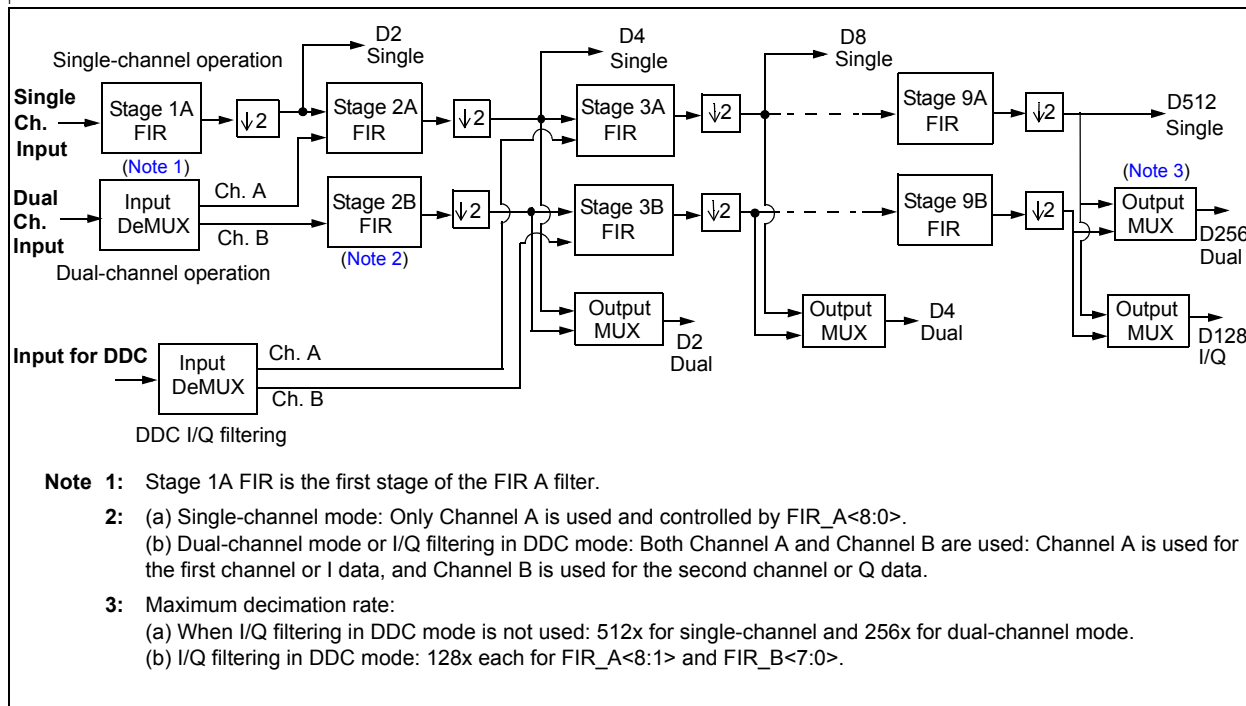 Single-channel operation
D2
Single
D4
Single
D8
Single
Single
Ch.
Input
Stage 1A
FIR
↓2
Stage 2A
FIR
↓2
Stage 3A
FIR
↓2
Stage 9A
FIR
↓2
D512
Single
(Note 1)
Dual
Ch.
Input
Input
DeMUX
Ch. A
Ch. B
Stage 2B
FIR
↓2
Stage 3B
FIR
↓2
Stage 9B
FIR
↓2
(Note 3)
Output
MUX
D256
Dual
(Note 2)
Dual-channel operation
Output
MUX
D2
Dual
Output
MUX
D4
Dual
Output
MUX
D128
I/Q
Input for DDC
Input
DeMUX
Ch. A
Ch. B
DDC I/Q filtering
Note 1: Stage 1A FIR is the first stage of the FIR A filter.
2: (a) Single-channel mode: Only Channel A is used and controlled by FIR_A<8:0>.
(b) Dual-channel mode or I/Q filtering in DDC mode: Both Channel A and Channel B are used: Channel A is used for
the first channel or I data, and Channel B is used for the second channel or Q data.
3: Maximum decimation rate:
(a) When I/Q filtering in DDC mode is not used: 512x for single-channel and 256x for dual-channel mode.
(b) I/Q filtering in DDC mode: 128x each for FIR_A<8:1> and FIR_B<7:0>.